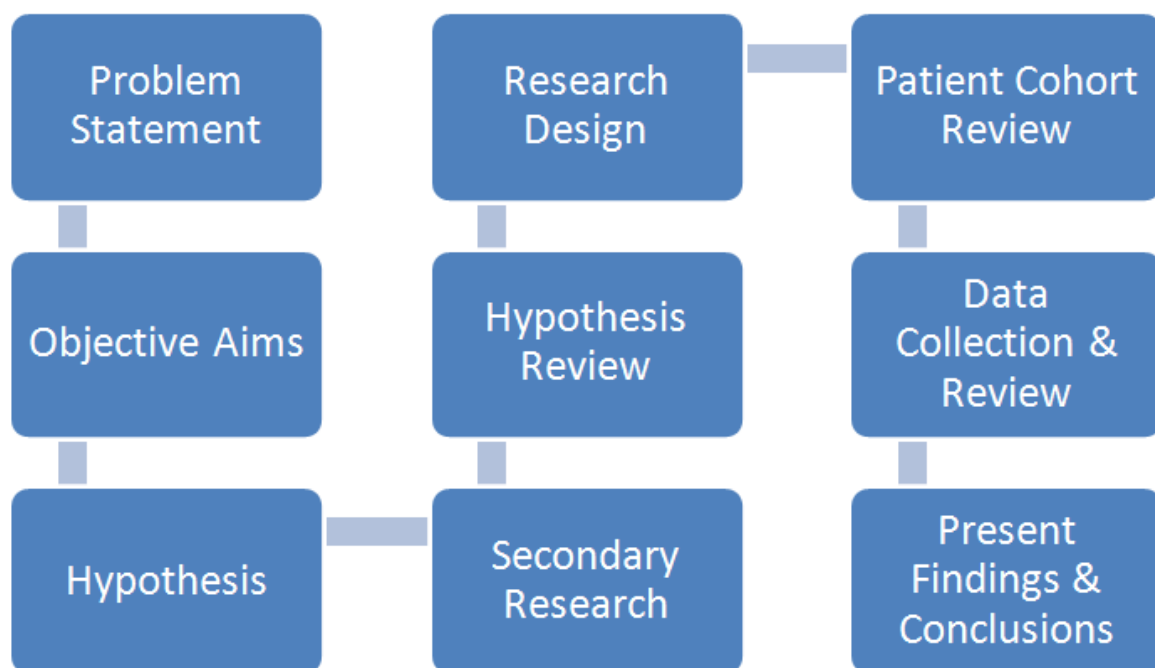 Problem
Statement
Objective Aims
Hypothesis
Secondary
Research
Hypothesis
Review
Research
Design
Patient Cohort
Review
Data
Collection &
Review
Present
Findings &
Conclusions